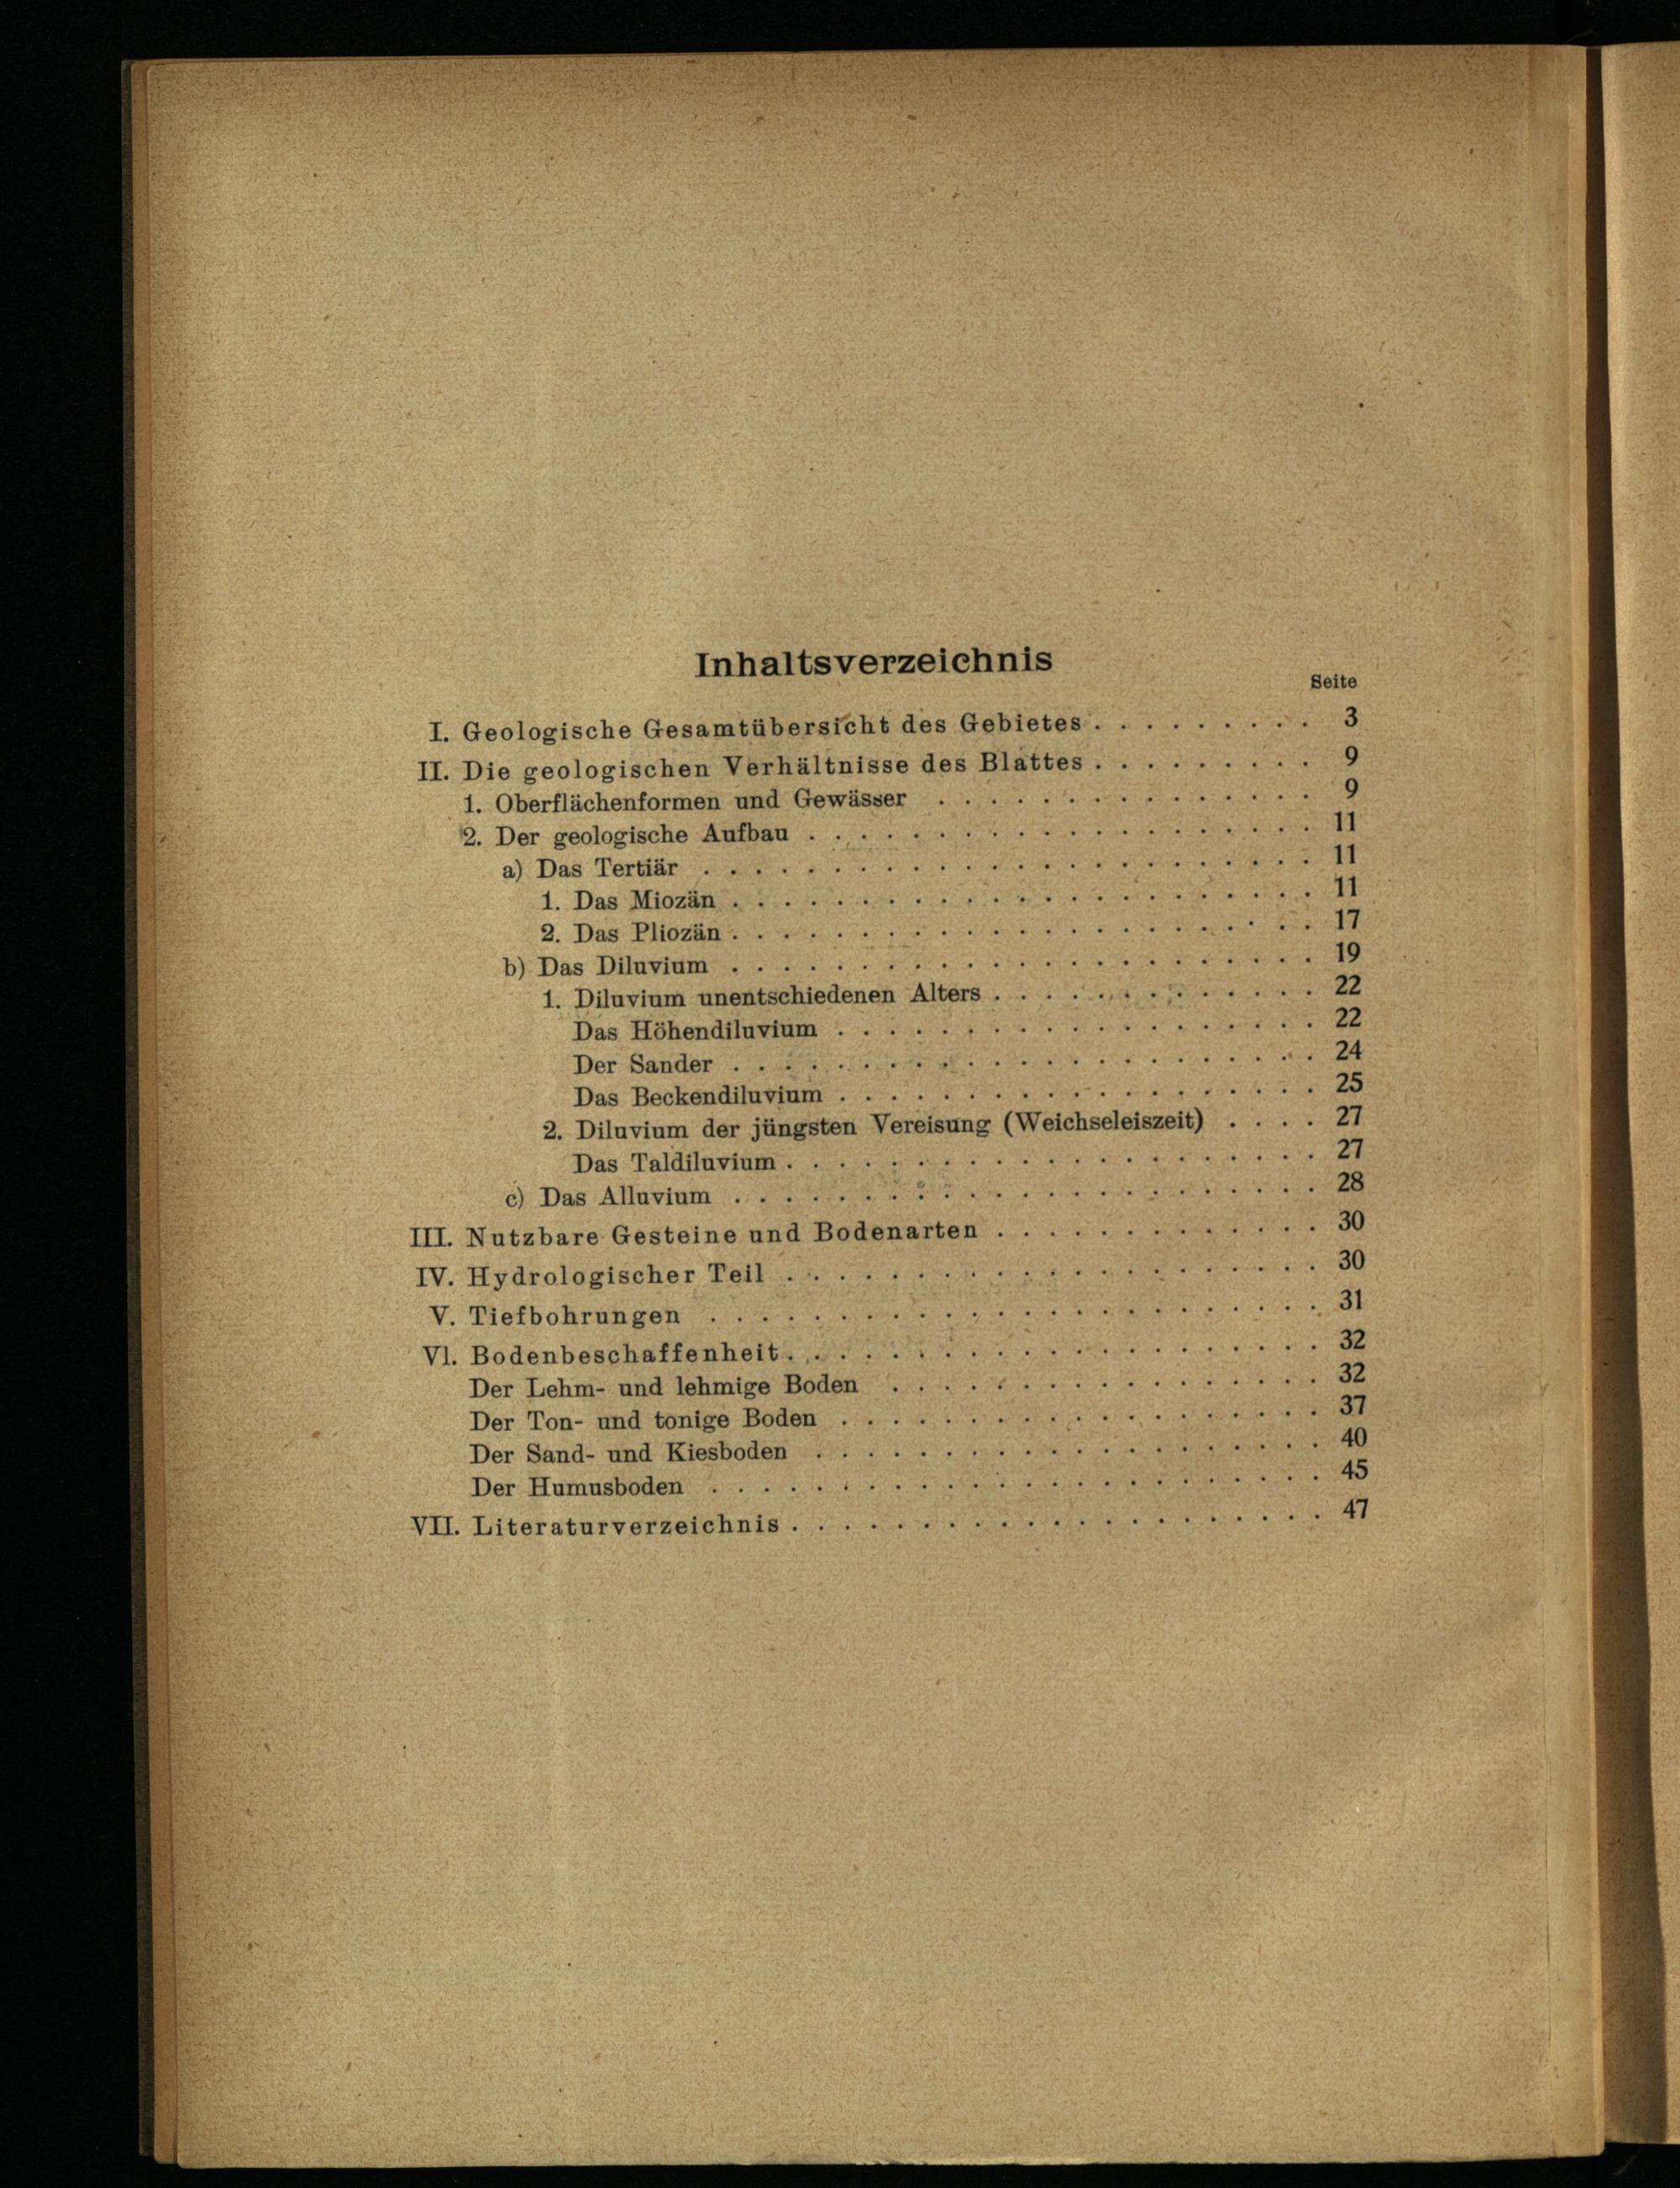 Inhaltsverzeichnis
Seite
I. Geologische Gesamtübersicht des Gebietes . . . . . . . . . 3
II. Die geologischen Verhältnisse des Blattes . . . . . . . . . 9
1. Oberflächenformen und Gewässer . . . . . . . . . . . . . . . 9
2. Der geologische Aufbau . . . . . . . . . . . . . . . . . . . . 11
a) Das Tertiär . . . . . . . . . . . . . . . . . . . . . . . . 11
1. Das Miozän . . . . . . . . . . . . . . . . . . . . . . . 11
2. Das Pliozän . . . . . . . . . . . . . . . . . . . . . . . 17
b) Das Diluvium . . . . . . . . . . . . . . . . . . . . . . . 19
1. Diluvium unentschiedenen Alters . . . . . . . . . . . . . 22
Das Höhendiluvium . . . . . . . . . . . . . . . . . . . 22
Der Sander . . . . . . . . . . . . . . . . . . . . . . . 24
Das Beckendiluvium . . . . . . . . . . . . . . . . . . . 25
2. Diluvium der jüngsten Vereisung (Weichseleiszeit) . . . . 27
Das Taldiluvium . . . . . . . . . . . . . . . . . . . . . 27
c) Das Alluvium . . . . . . . . . . . . . . . . . . . . . . . 28
III. Nutzbare Gesteine und Bodenarten . . . . . . . . . . . . . 30
IV. Hydrologischer Teil . . . . . . . . . . . . . . . . . . . . . 30
V. Tiefbohrungen . . . . . . . . . . . . . . . . . . . . . . . . 31
VI. Bodenbeschaffenheit . . . . . . . . . . . . . . . . . . . . . 32
Der Lehm- und lehmige Boden . . . . . . . . . . . . . . . . . 32
Der Ton- und tonige Boden . . . . . . . . . . . . . . . . . . . 37
Der Sand- und Kiesboden . . . . . . . . . . . . . . . . . . . . 40
Der Humusboden . . . . . . . . . . . . . . . . . . . . . . . . 45
VII. Literaturverzeichnis . . . . . . . . . . . . . . . . . . . . . 47